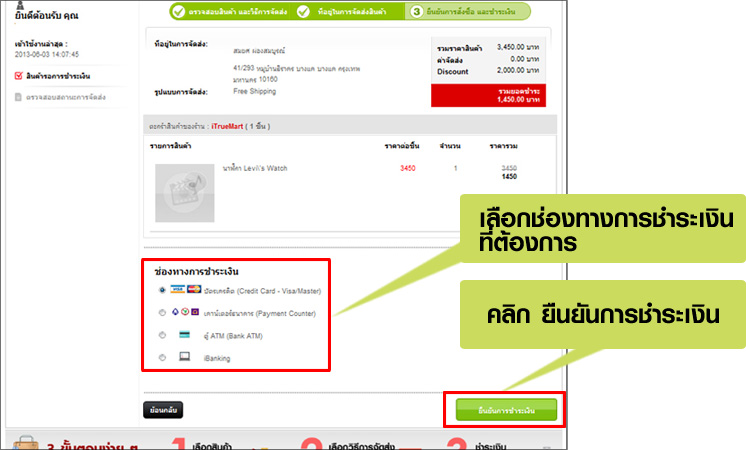 ยินดีต้อนรับ คุณ
เข้าใช้งานล่าสุด :
2013-06-03 14:07:45
สินค้ารอการชำระเงิน
ตรวจสอบสถานะการจัดส่ง
ตรวจสอบสินค้า และวิธีการจัดส่ง
ที่อยู่ในการจัดส่งสินค้า
3 ยืนยันการสั่งซื้อ และชำระเงิน
ที่อยู่ในการจัดส่ง:
สมยศ ผ่องสมบูรณ์
41/293 หมู่บ้านธีราดร บางแค บางแค กรุงเทพ
มหานคร 10160
รูปแบบการจัดส่ง: Free Shipping
รวมราคาสินค้า 3,450.00 บาท
ค่าจัดส่ง 0.00 บาท
Discount 2,000.00 บาท
รวมยอดชำระ
1,450.00 บาท
ตะกร้าสินค้าของร้าน : iTrueMart ( 1 ชิ้น )
รายการสินค้า ราคาต่อชิ้น จำนวน ราคารวม
นาฬิกา Levi's Watch 3450 1 3450
1450
เลือกช่องทางการชำระเงิน
ที่ต้องการ
ช่องทางการชำระเงิน
VISA บัตรเครดิต (Credit Card - Visa/Master)
เคาน์เตอร์ธนาคาร (Payment Counter)
ตู้ ATM (Bank ATM)
iBanking
คลิก ยืนยันการชำระเงิน
ย้อนกลับ
ยืนยันการชำระเงิน
3 ขั้นตอนง่าย ๆ
1 เลือกสินค้า
2 เลือกวิธีการจัดส่ง
3 ชำระเงิน